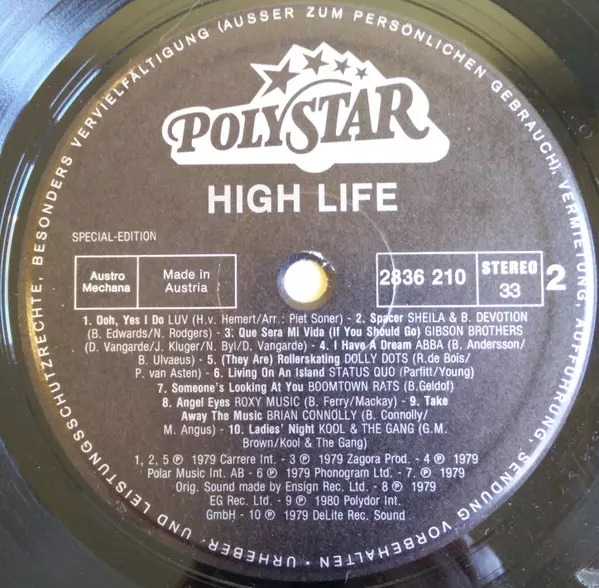 POLYSTAR
HIGH LIFE
SPECIAL-EDITION
Austro
Mechana
Made in
Austria
2836 210
STEREO
33
2
1. Ooh, Yes I Do LUV (H.v. Hemert/Arr.: Piet Soner) - 2. Spacer SHEILA & B. DEVOTION
(B. Edwards/N. Rodgers) - 3. Que Sera Mi Vida (If You Should Go) GIBSON BROTHERS
(D. Vangarde/J. Kluger/N. Byl/D. Vangarde) - 4. I Have A Dream ABBA (B. Andersson/
B. Ulvaeus) - 5. (They Are) Rollerskating DOLLY DOTS (R.de Bois/
P. van Asten) - 6. Living On An Island STATUS QUO (Parfitt/Young)
7. Someone's Looking At You BOOMTOWN RATS (B.Geldof)
8. Angel Eyes ROXY MUSIC (B. Ferry/Mackay) - 9. Take
Away The Music BRIAN CONNOLLY (B. Connolly/
M. Angus) - 10. Ladies' Night KOOL & THE GANG (G.M.
Brown/Kool & The Gang)
1, 2, 5 ℗ 1979 Carrere Int. - 3 ℗ 1979 Zagora Prod. - 4 ℗ 1979
Polar Music Int. AB - 6 ℗ 1979 Phonogram Ltd. - 7. ℗ 1979
Orig. Sound made by Ensign Rec. Ltd. - 8 ℗ 1979
EG Rec. Ltd. - 9 ℗ 1980 Polydor Int.
GmbH - 10 ℗ 1979 DeLite Rec. Sound
URHEBER- UND LEISTUNGSSCHUTZRECHTE, BESONDERS VERVIELFÄLTIGUNG (AUSSER ZUM PERSÖNLICHEN GEBRAUCH), VERMIETUNG, AUFFÜHRUNG, SENDUNG VORBEHALTEN